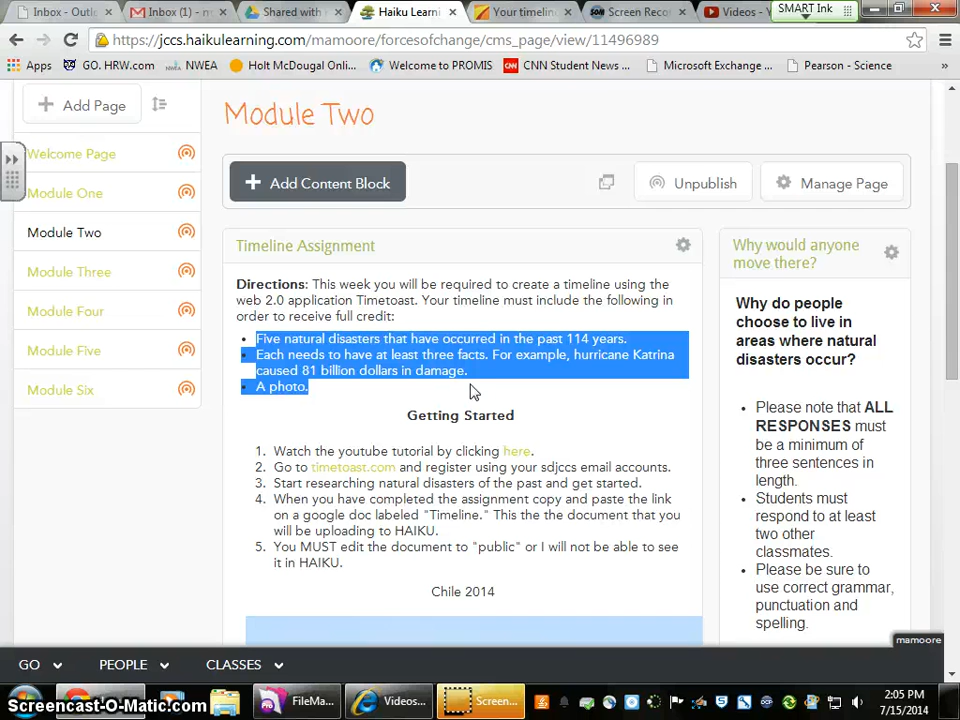 Outlook
Inbox - Outloo
Inbox (1) - m
Shared with
Haiku Learni
Your timelin
Screen Reco
Videos - Y
SMART Ink
https://jccs.haikulearning.com/mamoore/forcesofchange/cms_page/view/11496989
Apps
GO. HRW.com
NWEA
Holt McDougal Onli...
Welcome to PROMIS
CNN Student News ...
Microsoft Exchange ...
Pearson - Science
»
+ Add Page
Module Two
Welcome Page
Module One
Module Two
Module Three
Module Four
Module Five
Module Six
+ Add Content Block
Unpublish
Manage Page
Timeline Assignment
Directions: This week you will be required to create a timeline using the
web 2.0 application Timetoast. Your timeline must include the following in
order to receive full credit:
• Five natural disasters that have occurred in the past 114 years.
• Each needs to have at least three facts. For example, hurricane Katrina
caused 81 billion dollars in damage.
• A photo.
Getting Started
1. Watch the youtube tutorial by clicking here.
2. Go to timetoast.com and register using your sdjccs email accounts.
3. Start researching natural disasters of the past and get started.
4. When you have completed the assignment copy and paste the link
on a google doc labeled "Timeline." This the the document that you
will be uploading to HAIKU.
5. You MUST edit the document to "public" or I will not be able to see
it in HAIKU.
Chile 2014
Why would anyone
move there?
Why do people
choose to live in
areas where natural
disasters occur?
• Please note that ALL
RESPONSES must
be a minimum of
three sentences in
length.
• Students must
respond to at least
two other
classmates.
• Please be sure to
use correct grammar,
punctuation and
spelling.
mamoore
GO
PEOPLE
CLASSES
FileMa...
Videos...
Screen...
2:05 PM
7/15/2014
Screencast-O-Matic.com